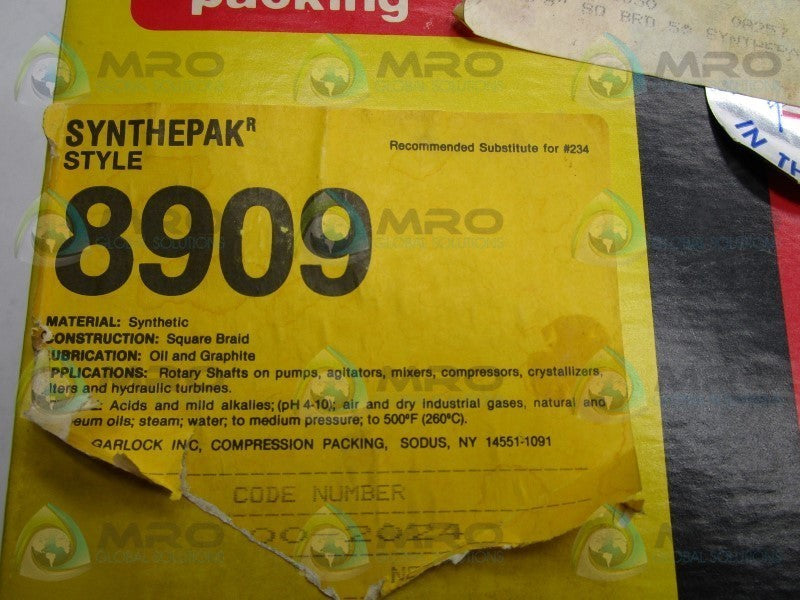 packing
SYNTHEPAK R
STYLE
Recommended Substitute for #234
8909
MATERIAL: Synthetic
ONSTRUCTION: Square Braid
UBRICATION: Oil and Graphite
PPLICATIONS: Rotary Shafts on pumps, agitators, mixers, compressors, crystallizers,
lters and hydraulic turbines.
Acids and mild alkalies; (pH 4-10); air and dry industrial gases, natural and
eum oils; steam; water; to medium pressure; to 500°F (260°C).
GARLOCK INC, COMPRESSION PACKING, SODUS, NY 14551-1091
CODE NUMBER
IN TH
MRO
GLOBAL SOLUTIONS